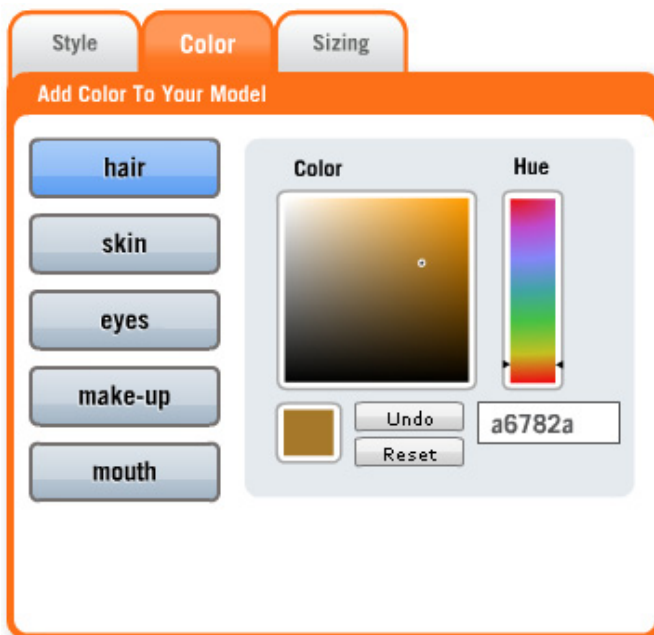 Style
Color
Sizing
Add Color To Your Model
hair
skin
eyes
make-up
mouth
Color
Hue
Undo
Reset
a6782a